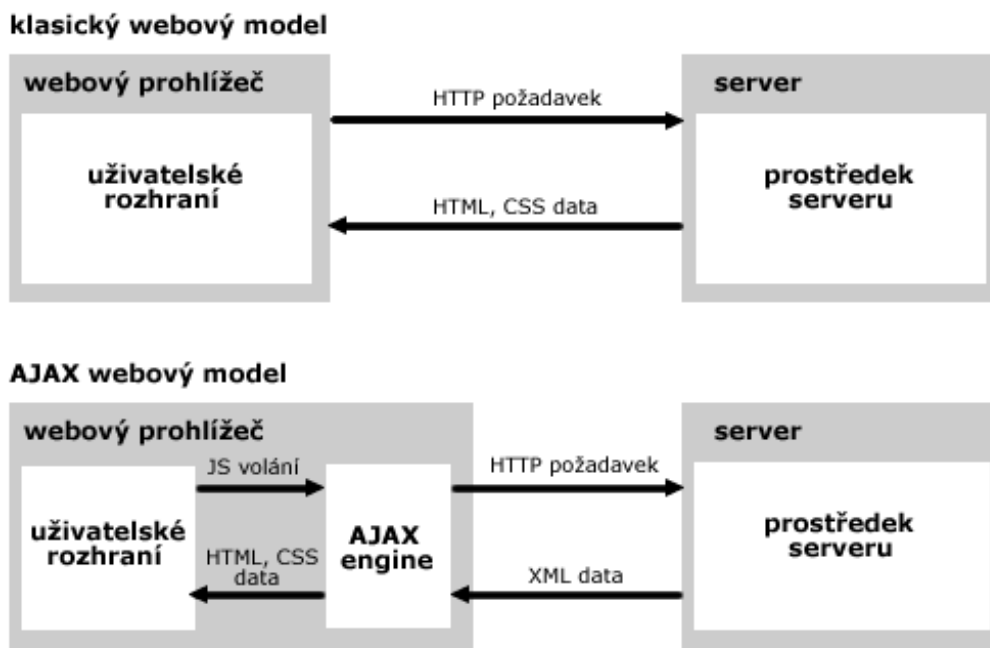 klasický webový model
webový prohlížeč
HTTP požadavek
server
uživatelské
rozhraní
prostředek
serveru
HTML, CSS data
AJAX webový model
webový prohlížeč
server
JS volání
HTTP požadavek
uživatelské
rozhraní
AJAX
engine
prostředek
serveru
HTML, CSS
data
XML data